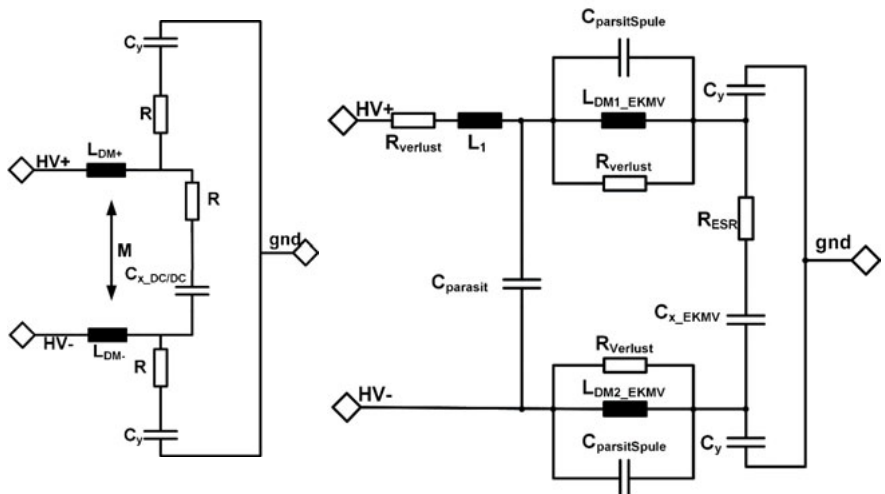 Cy
R
LDM+
HV+
R
M
gnd
Cx_DC/DC
HV-
LDM-
R
Cy
CparsitSpule
Cy
HV+
LDM1_EKMV
Rverlust
L1
Rverlust
RESR
gnd
Cparasit
Cx_EKMV
RVerlust
HV-
LDM2_EKMV
Cy
CparsitSpule